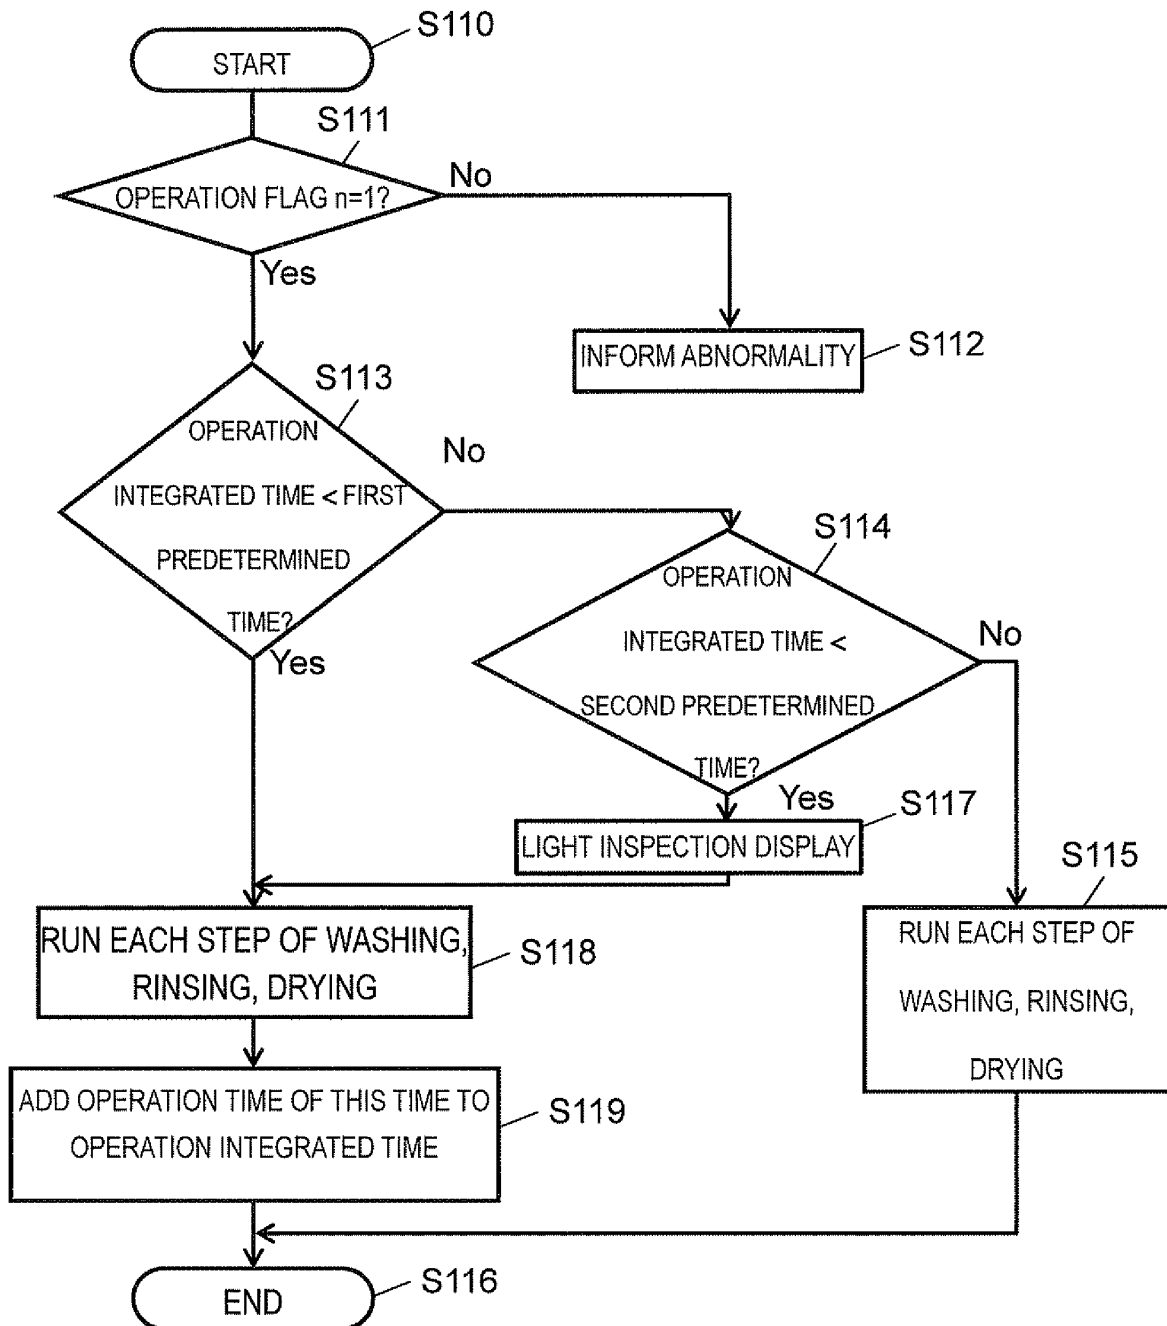 S110
START
S111
OPERATION FLAG n=1?
No
Yes
INFORM ABNORMALITY
S112
S113
OPERATION
INTEGRATED TIME < FIRST
PREDETERMINED
TIME?
No
Yes
S114
OPERATION
INTEGRATED TIME <
SECOND PREDETERMINED
TIME?
No
Yes
S117
LIGHT INSPECTION DISPLAY
S115
RUN EACH STEP OF
WASHING, RINSING,
DRYING
RUN EACH STEP OF WASHING,
RINSING, DRYING
S118
ADD OPERATION TIME OF THIS TIME TO
OPERATION INTEGRATED TIME
S119
END
S116